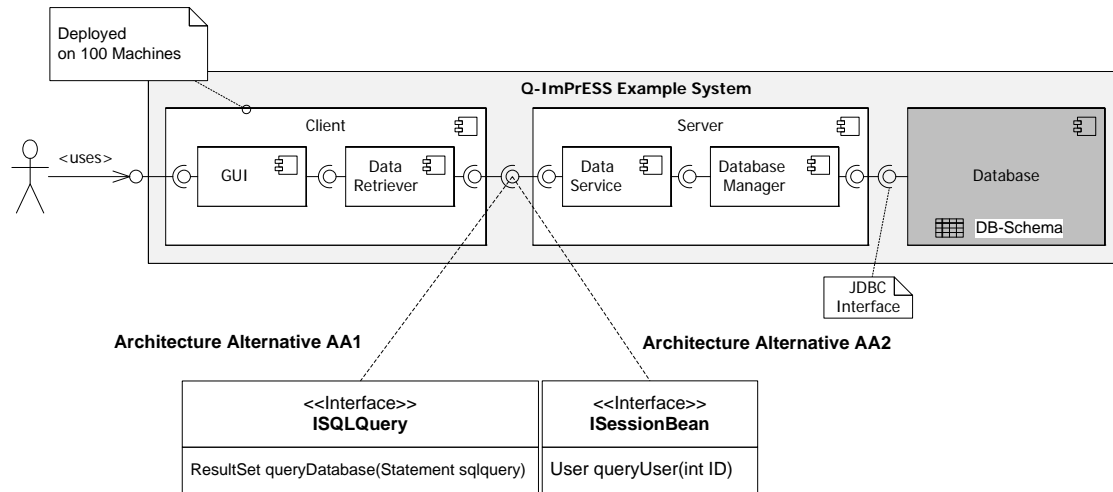 Deployed
on 100 Machines
Q-ImPrESS Example System
Client
Server
<uses>
GUI
Data
Retriever
Data
Service
Database
Manager
Database
DB-Schema
JDBC
Interface
Architecture Alternative AA1
Architecture Alternative AA2
<<Interface>>
ISQLQuery
ResultSet queryDatabase(Statement sqlquery)
<<Interface>>
ISessionBean
User queryUser(int ID)